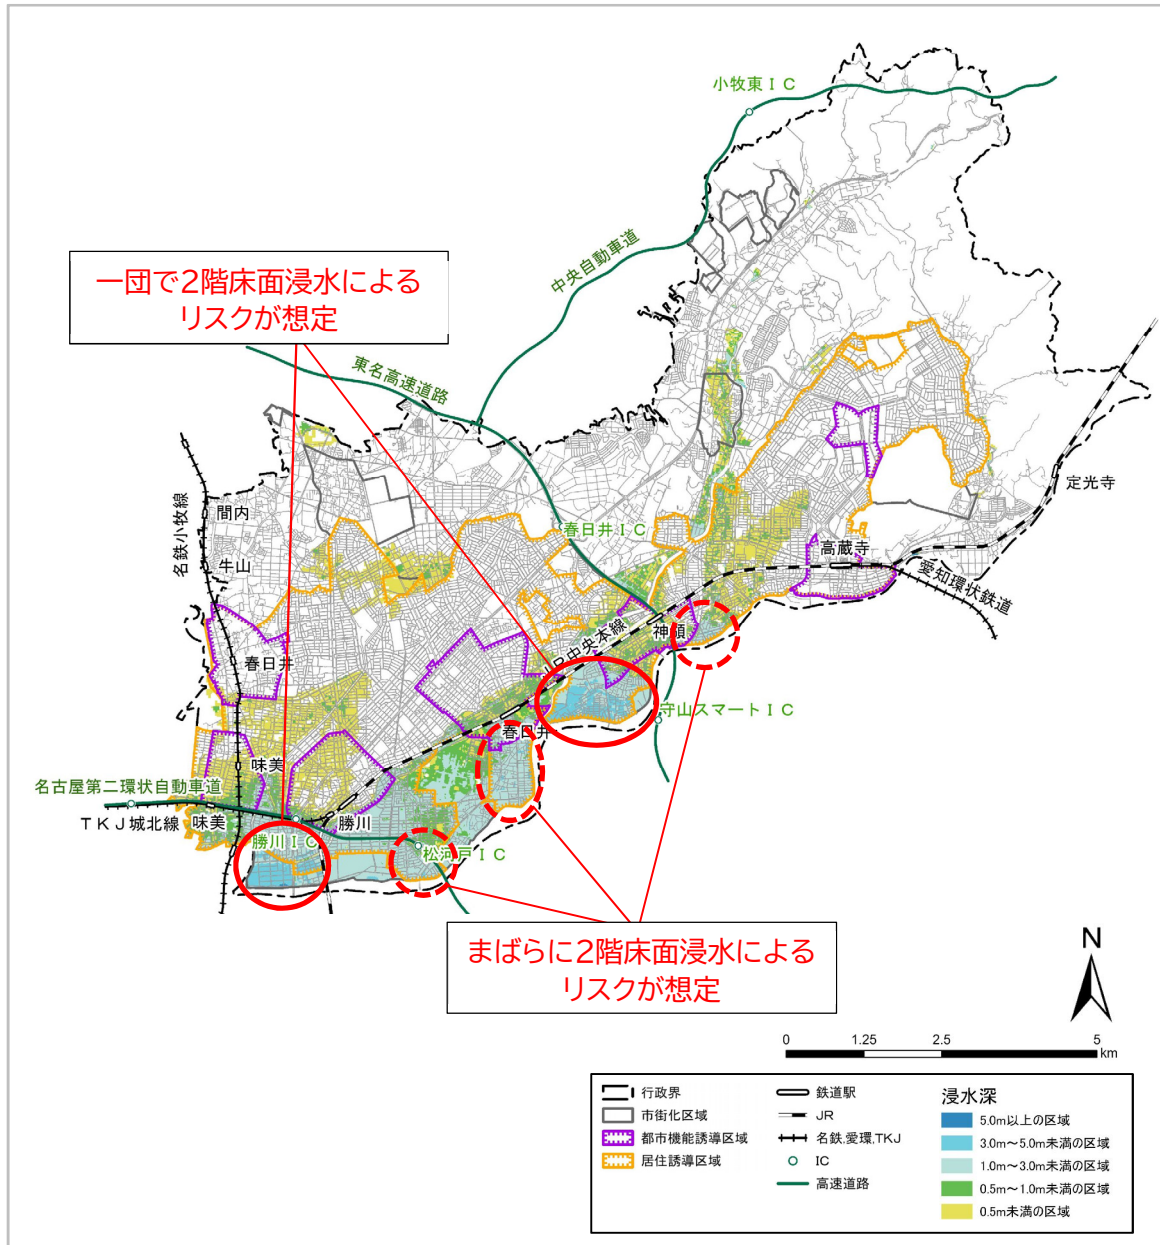 小牧東ＩＣ
中央自動車道
一団で2階床面浸水による
リスクが想定
東名高速道路
名鉄小牧線
間内
牛山
春日井ＩＣ
定光寺
高蔵寺
愛知環状鉄道
ＪＲ中央本線
神領
春日井
守山スマートＩＣ
春日井
味美
名古屋第二環状自動車道
ＴＫＪ城北線
味美
勝川
勝川ＩＣ
松河戸ＩＣ
まばらに2階床面浸水による
リスクが想定
N
0 1.25 2.5 5
km
行政界
市街化区域
都市機能誘導区域
居住誘導区域
鉄道駅
JR
名鉄,愛環,TKJ
IC
高速道路
浸水深
5.0m以上の区域
3.0m～5.0m未満の区域
1.0m～3.0m未満の区域
0.5m～1.0m未満の区域
0.5m未満の区域